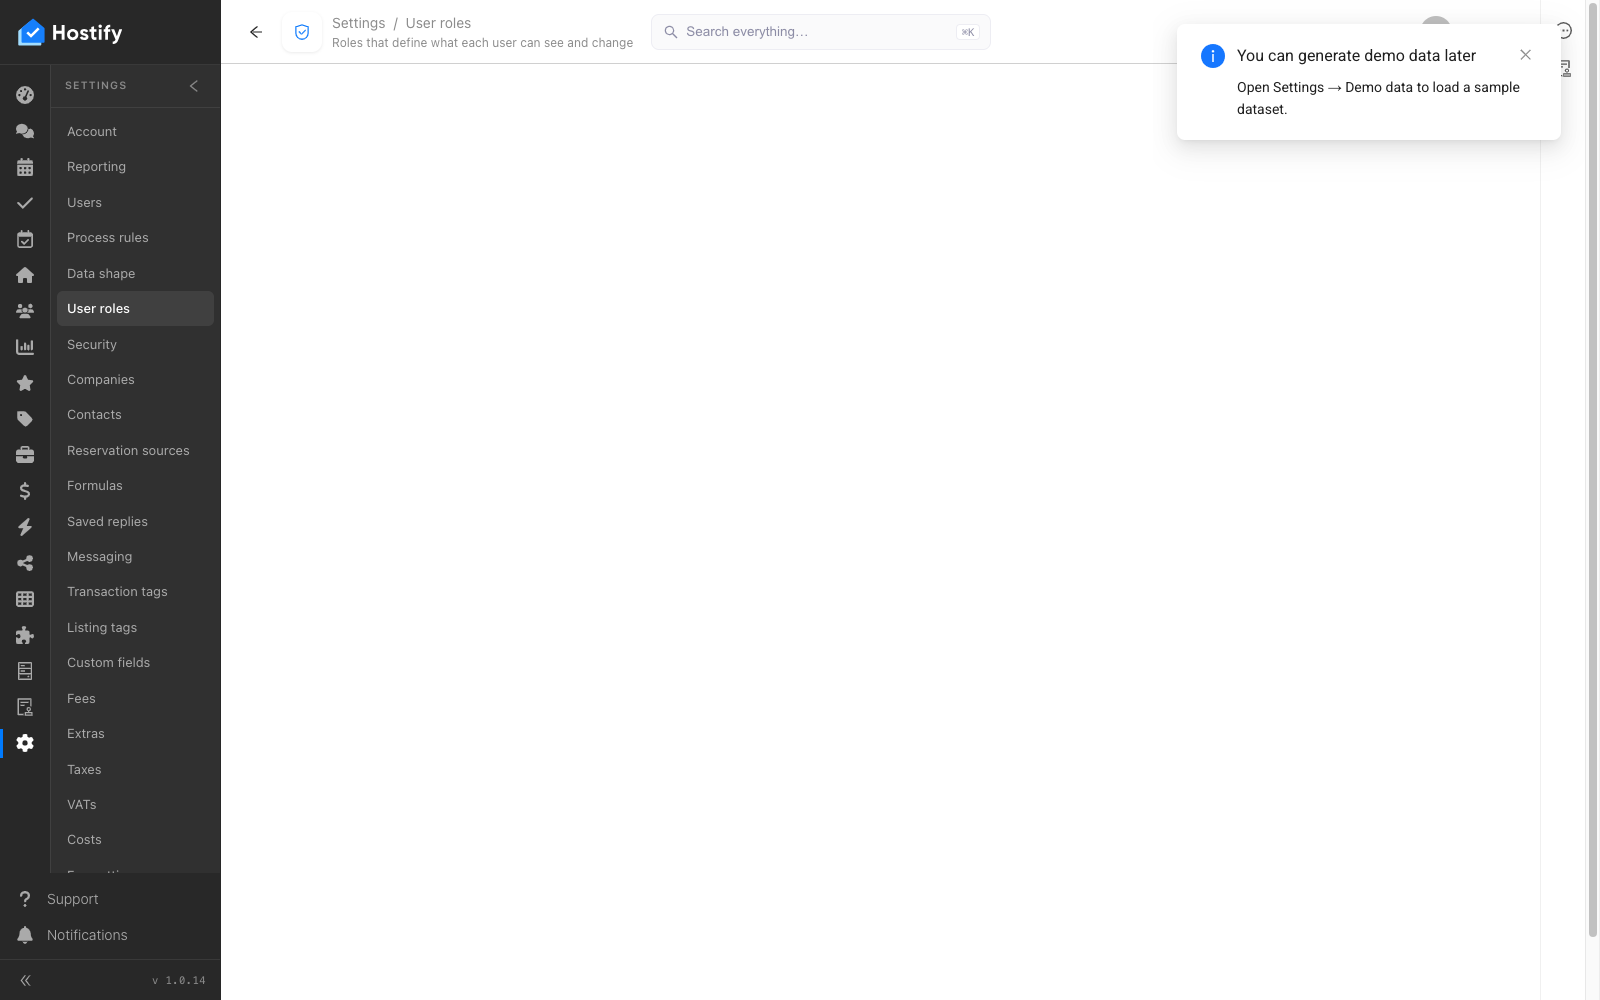 Hostify
Settings / User roles
Roles that define what each user can see and change
Search everything...
⌘K
You can generate demo data later
Open Settings → Demo data to load a sample
dataset.
SETTINGS
Account
Reporting
Users
Process rules
Data shape
User roles
Security
Companies
Contacts
Reservation sources
Formulas
Saved replies
Messaging
Transaction tags
Listing tags
Custom fields
Fees
Extras
Taxes
VATs
Costs
Support
Notifications
v 1.0.14